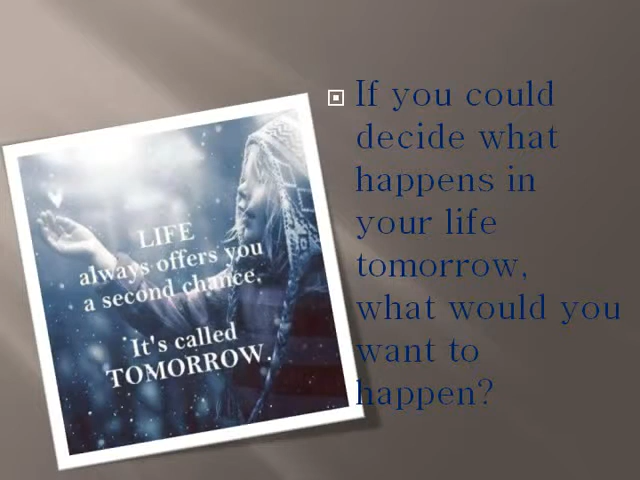 LIFE
always offers you
a second chance.
It's called
TOMORROW.
If you could
decide what
happens in
your life
tomorrow,
what would you
want to
happen?